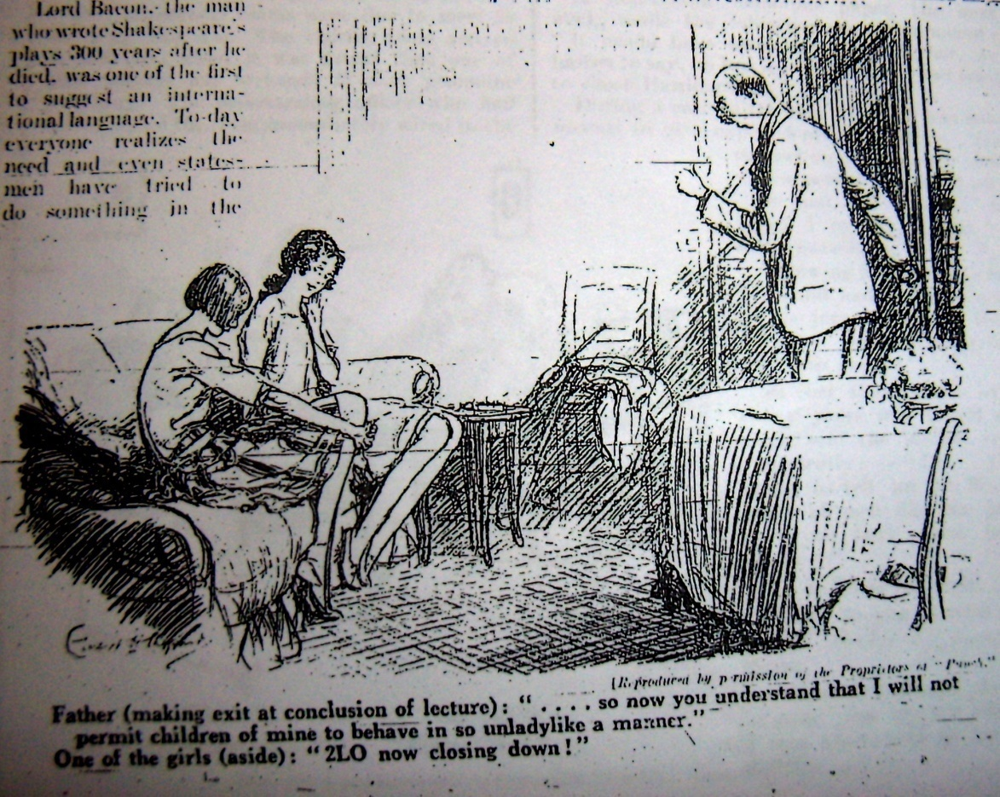 Lord Bacon, the man
who wrote Shakespeare's
plays 300 years after he
died, was one of the first
to suggest an interna-
tional language. To-day
everyone realizes the
need and even states-
men have tried to
do something in the
[Reproduced by permission of the Proprietors of "Punch."
Father (making exit at conclusion of lecture): " . . . . so now you understand that I will not
permit children of mine to behave in so unladylike a manner."
One of the girls (aside): "2LO now closing down!"